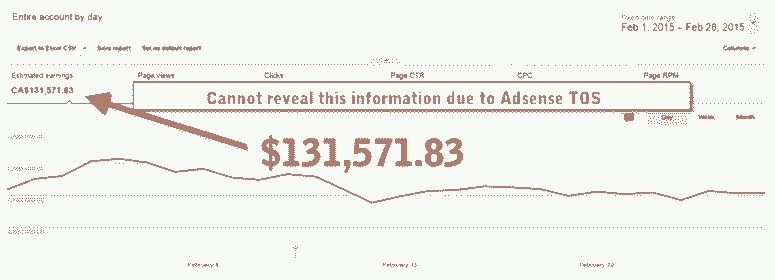 Entire account by day
Feb 1, 2015 – Feb 28, 2015
Export to Excel CSV Save report Set as default report
Columns
Estimated earnings Page views Clicks Page CTR CPC Page RPM
CA$131,571.83
Cannot reveal this information due to Adsense TOS
Day Week Month
$131,571.83
February 8 February 15 February 22